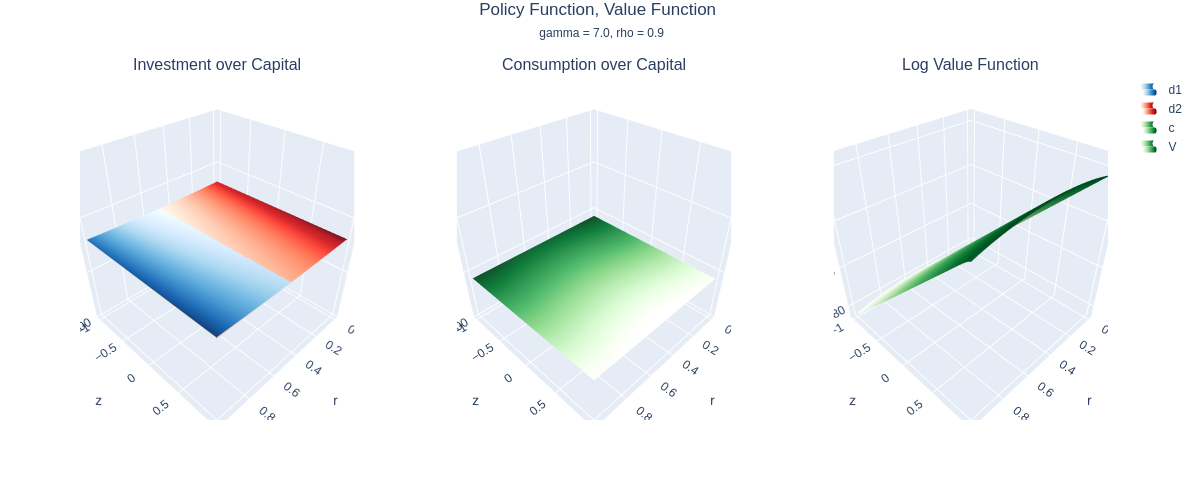 Policy Function, Value Function
gamma = 7.0, rho = 0.9
Investment over Capital
Consumption over Capital
Log Value Function
d1
d2
c
V
−0.5
0
0.5
z
0
0.2
0.4
0.6
0.8
r
−0.5
0
0.5
z
0
0.2
0.4
0.6
0.8
r
80
−1
−0.5
0
0.5
z
0
0.2
0.4
0.6
0.8
r